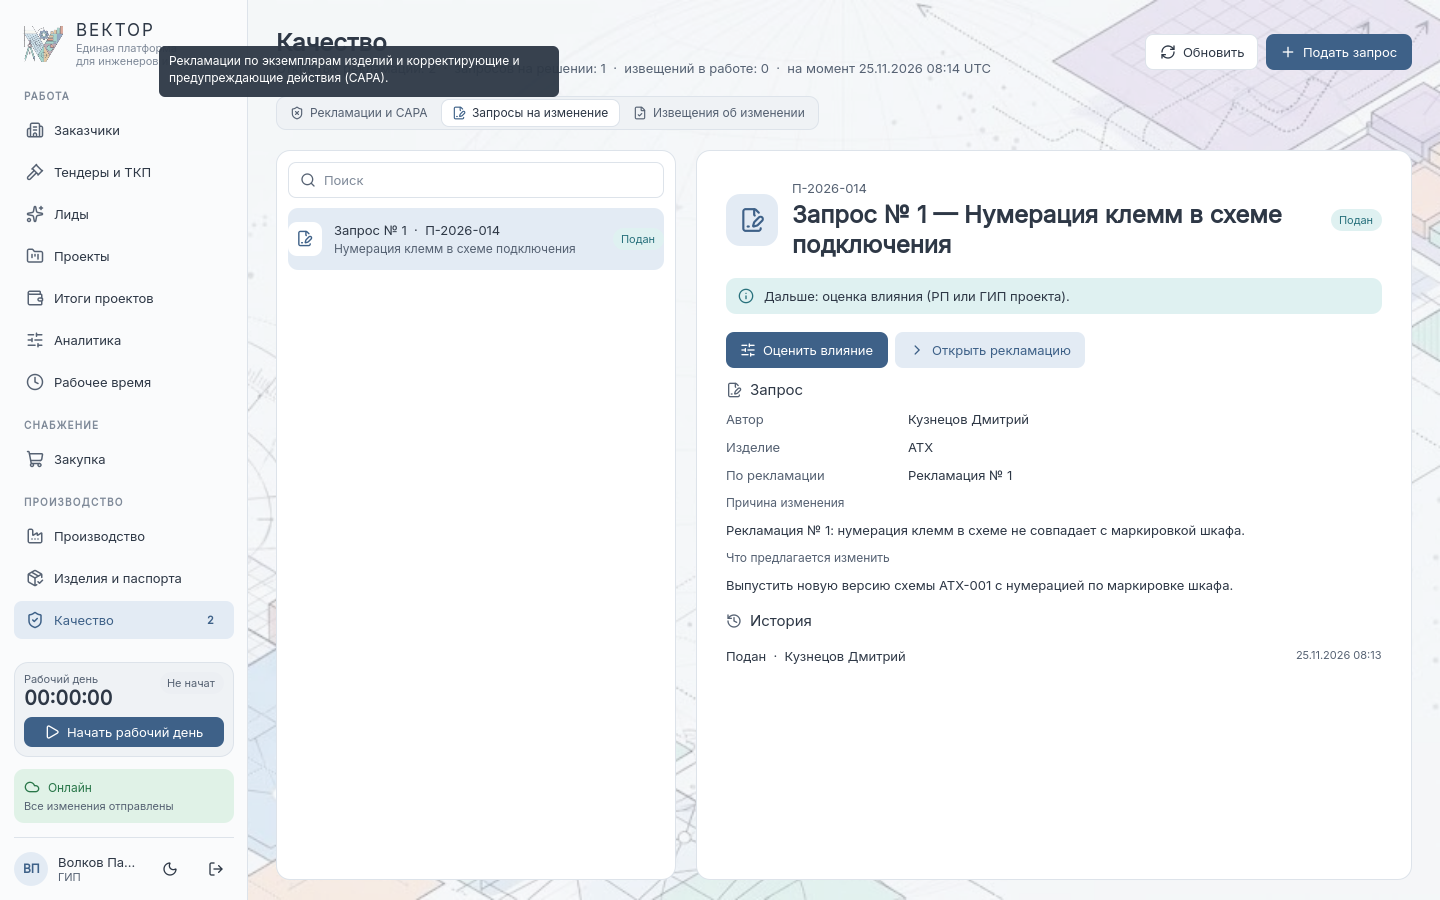 ВЕКТОР
Единая платфор
для инженеров
РАБОТА
Заказчики
Тендеры и ТКП
Лиды
Проекты
Итоги проектов
Аналитика
Рабочее время
СНАБЖЕНИЕ
Закупка
ПРОИЗВОДСТВО
Производство
Изделия и паспорта
Качество 2
Рабочий день
Не начат
00:00:00
Начать рабочий день
Онлайн
Все изменения отправлены
ВП
Волков Па...
ГИП
Качество
Рекламации по экземплярам изделий и корректирующие и
предупреждающие действия (CAPA).
шении: 1 · извещений в работе: 0 · на момент 25.11.2026 08:14 UTC
Обновить
Подать запрос
Рекламации и CAPA
Запросы на изменение
Извещения об изменении
Поиск
Запрос № 1 · П-2026-014
Нумерация клемм в схеме подключения
Подан
П-2026-014
Запрос № 1 — Нумерация клемм в схеме
подключения
Подан
Дальше: оценка влияния (РП или ГИП проекта).
Оценить влияние
Открыть рекламацию
Запрос
Автор Кузнецов Дмитрий
Изделие АТХ
По рекламации Рекламация № 1
Причина изменения
Рекламация № 1: нумерация клемм в схеме не совпадает с маркировкой шкафа.
Что предлагается изменить
Выпустить новую версию схемы АТХ-001 с нумерацией по маркировке шкафа.
История
Подан · Кузнецов Дмитрий 25.11.2026 08:13